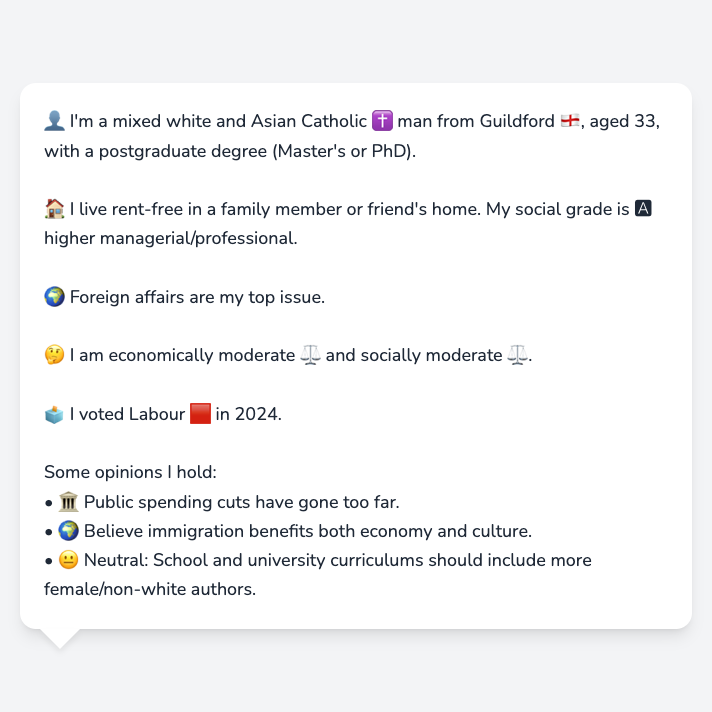 👤 I'm a mixed white and Asian Catholic ✝️ man from Guildford 🏴󠁧󠁢󠁥󠁮󠁧󠁿, aged 33,
with a postgraduate degree (Master's or PhD).
🏠 I live rent-free in a family member or friend's home. My social grade is 🅰
higher managerial/professional.
🌍 Foreign affairs are my top issue.
🤔 I am economically moderate ⚖️ and socially moderate ⚖️.
🗳️ I voted Labour 🟥 in 2024.
Some opinions I hold:
• 🏛️ Public spending cuts have gone too far.
• 🌍 Believe immigration benefits both economy and culture.
• 😐 Neutral: School and university curriculums should include more
female/non-white authors.